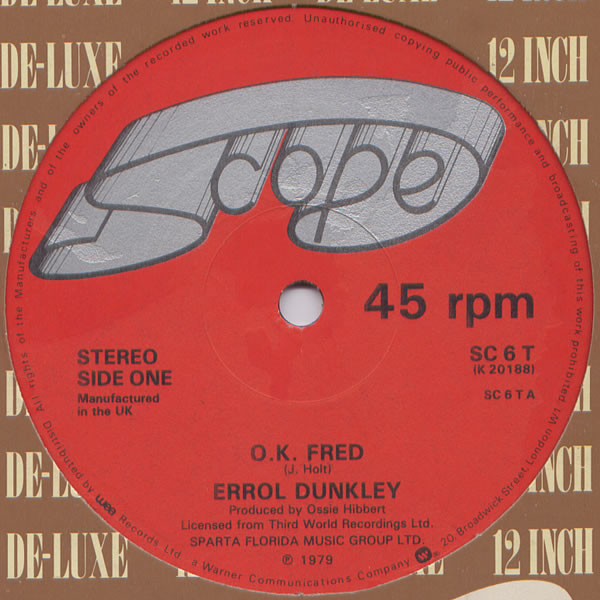 DE-LUXE
12 INCH
DE-LUXE
12 INCH
All rights of the Manufacturers and of the owners of the recorded work reserved. Unauthorised copying public performance and broadcasting of this work prohibited.
Scope
45 rpm
STEREO
SIDE ONE
Manufactured
in the UK
SC 6 T
(K 20188)
SC 6 T A
O.K. FRED
(J. Holt)
ERROL DUNKLEY
Produced by Ossie Hibbert
Licensed from Third World Recordings Ltd.
SPARTA FLORIDA MUSIC GROUP LTD.
℗ 1979
Distributed by wea Records Ltd. a Warner Communications Company W 20 Broadwick Street, London W1
DE-LUXE
12 INCH
DE-LUXE
12 INCH